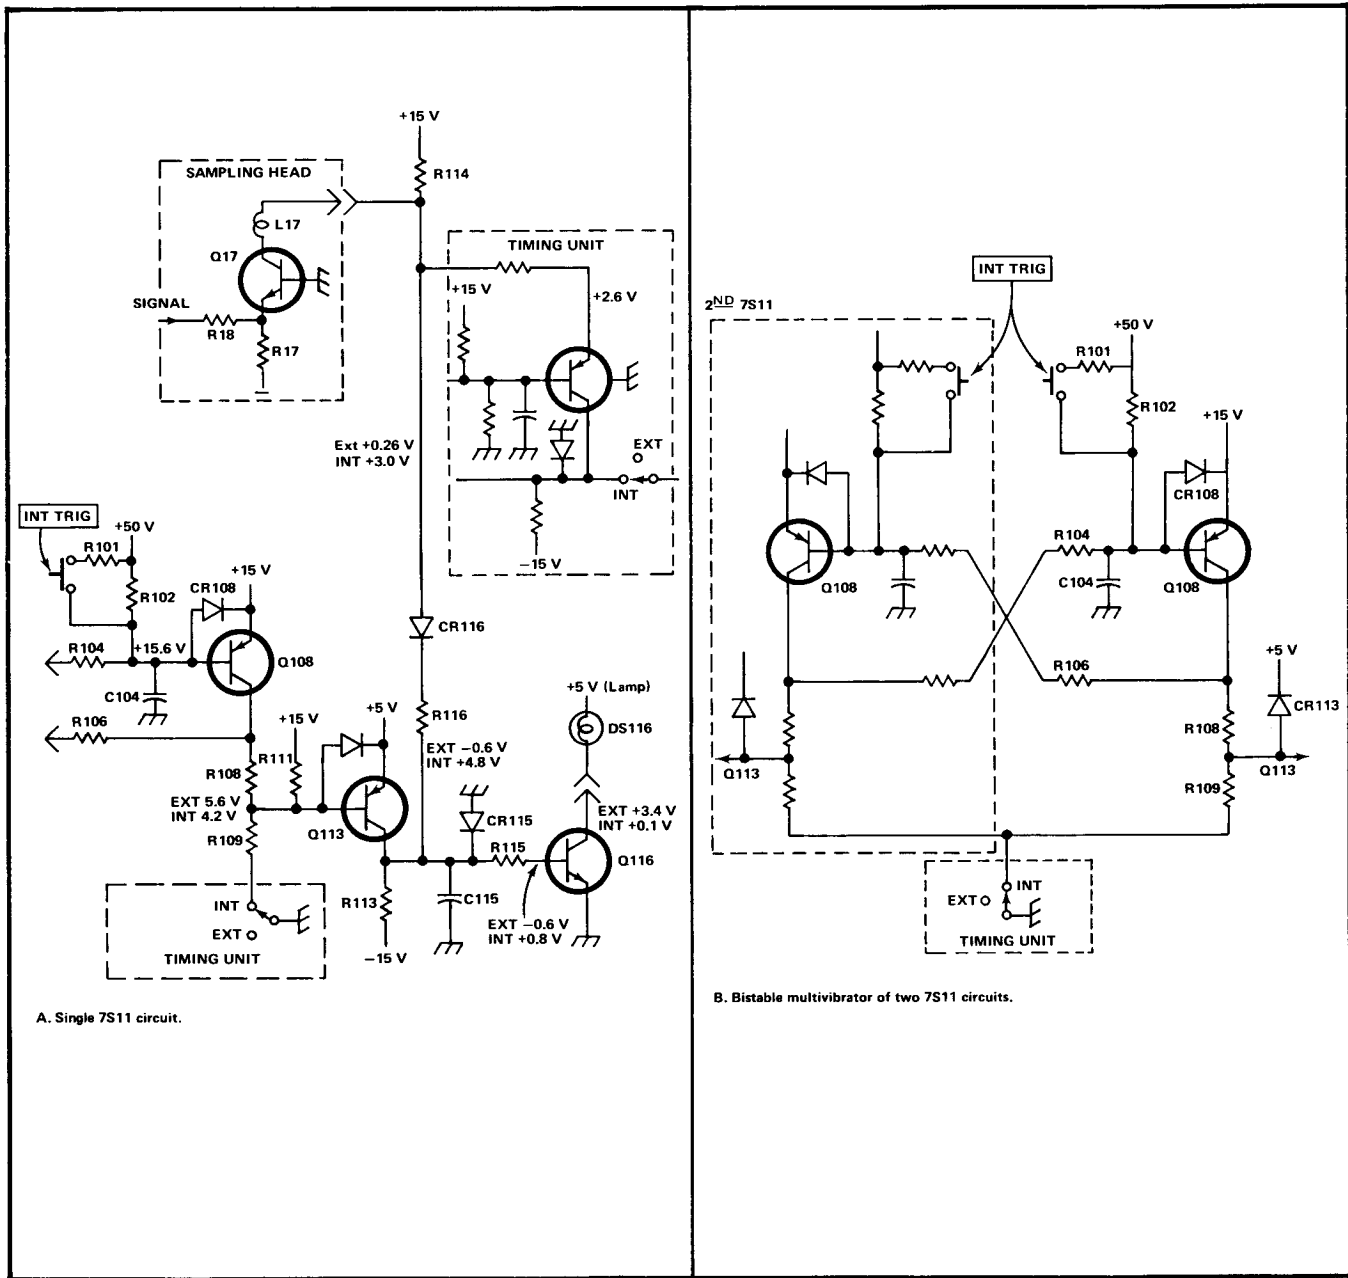 +15 V
R114
SAMPLING HEAD
L17
Q17
SIGNAL
R18
R17
TIMING UNIT
+15 V
+2.6 V
EXT
INT
−15 V
Ext +0.26 V
INT +3.0 V
INT TRIG
+50 V
R101
R102
+15 V
CR108
R104
+15.6 V
Q108
C104
R106
CR116
R116
+5 V (Lamp)
DS116
+15 V
+5 V
R108
R111
EXT −0.6 V
INT +4.8 V
EXT 5.6 V
INT 4.2 V
R109
Q113
CR115
EXT +3.4 V
INT +0.1 V
R115
Q116
R113
C115
−15 V
EXT −0.6 V
INT +0.8 V
INT
EXT
TIMING UNIT
A. Single 7S11 circuit.
INT TRIG
2ND 7S11
+50 V
R101
R102
+15 V
CR108
R104
C104
Q108
Q108
R106
+5 V
CR113
R108
Q113
Q113
R109
INT
EXT
TIMING UNIT
B. Bistable multivibrator of two 7S11 circuits.